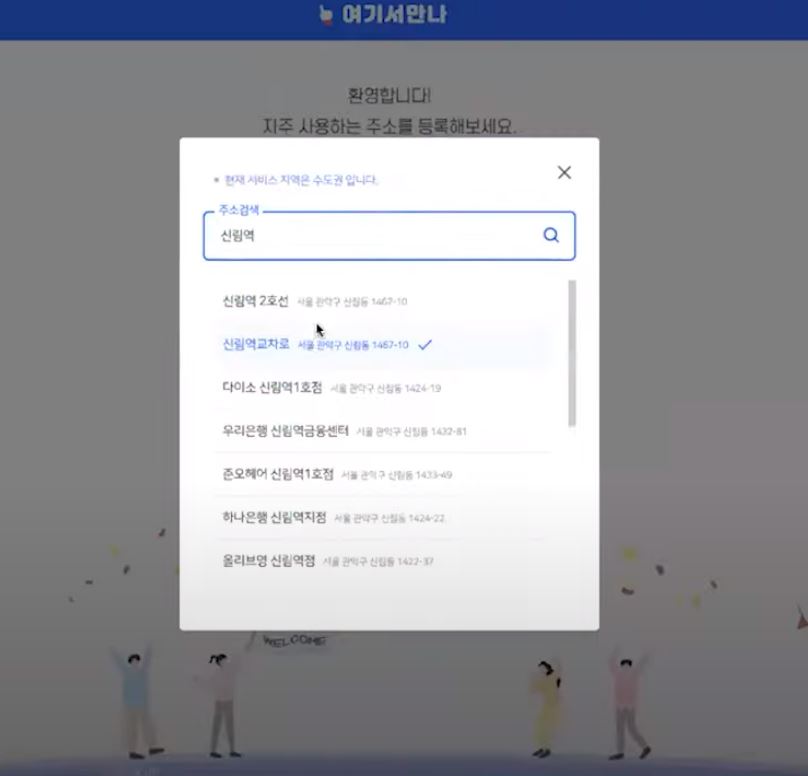 여기서만나
환영합니다!
자주 사용하는 주소를 등록해보세요.
현재 서비스 지역은 수도권 입니다.
주소검색
신림역
신림역 2호선 서울 관악구 신림동 1467-10
신림역교차로 서울 관악구 신림동 1467-10
다이소 신림역1호점 서울 관악구 신림동 1424-19
우리은행 신림역금융센터 서울 관악구 신림동 1432-81
준오헤어 신림역1호점 서울 관악구 신림동 1433-49
하나은행 신림역지점 서울 관악구 신림동 1424-22
올리브영 신림역점 서울 관악구 신림동 1422-37
WELCOME